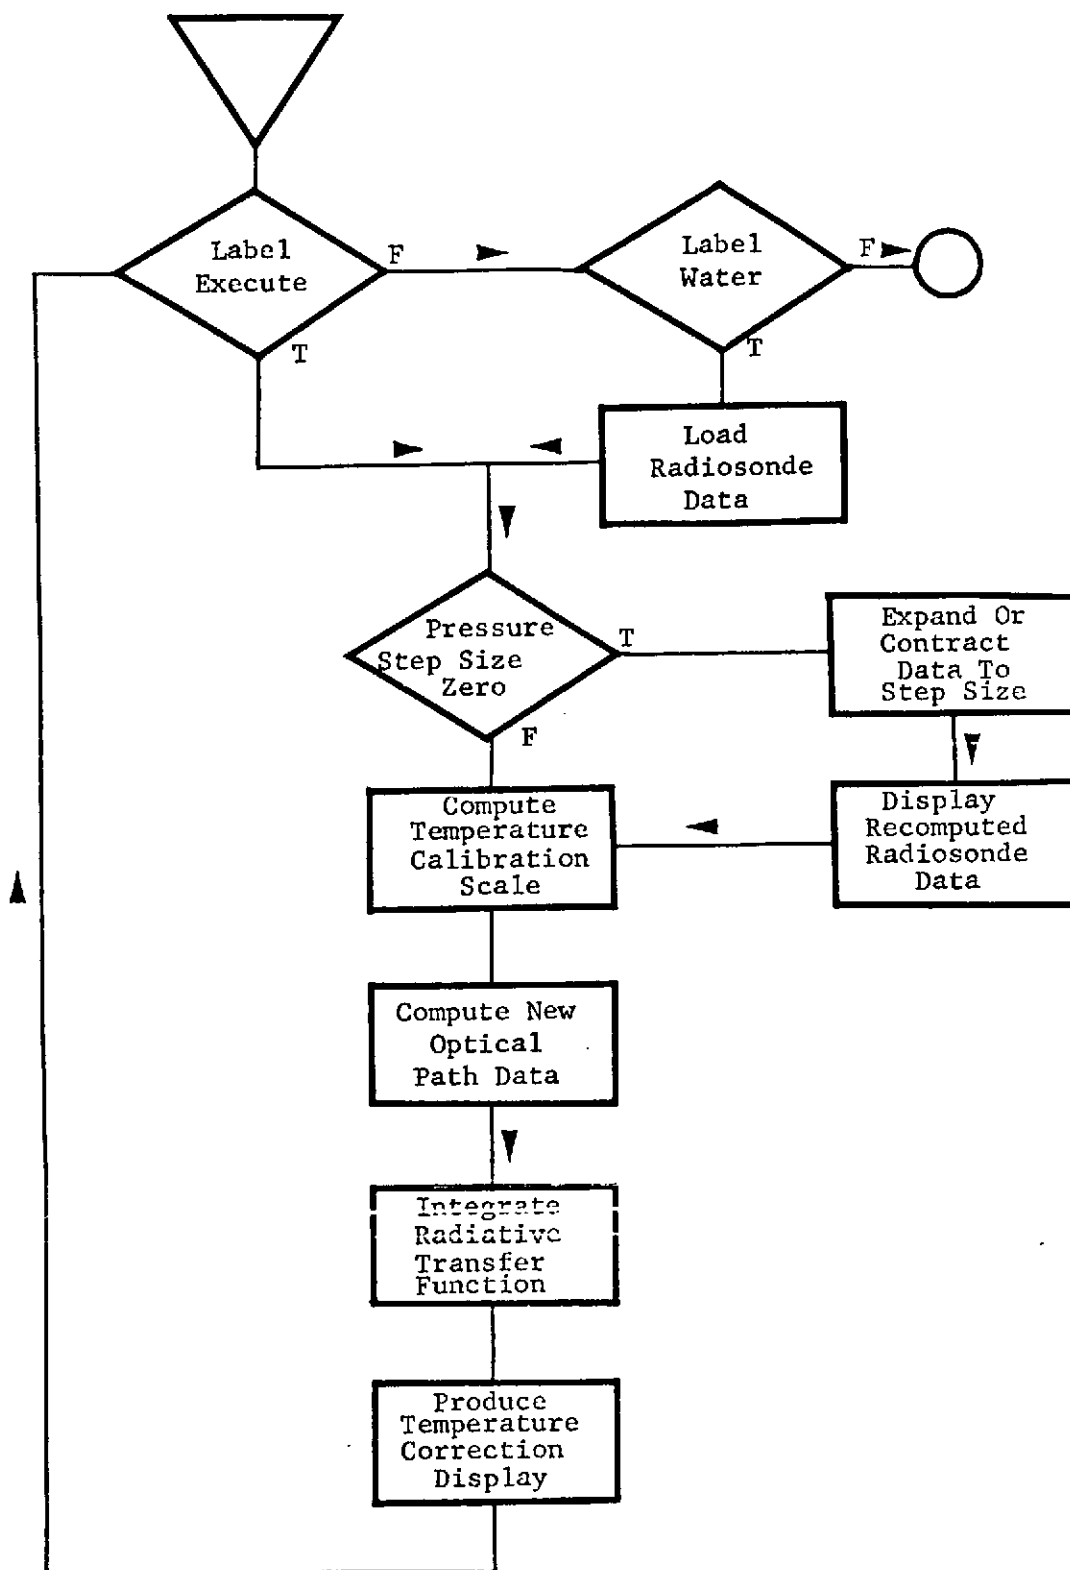 Label
Execute
F
T
Label
Water
F
T
Load
Radiosonde
Data
Pressure
Step Size
Zero
T
F
Expand Or
Contract
Data To
Step Size
Display
Recomputed
Radiosonde
Data
Compute
Temperature
Calibration
Scale
Compute New
Optical
Path Data
Integrate
Radiative
Transfer
Function
Produce
Temperature
Correction
Display